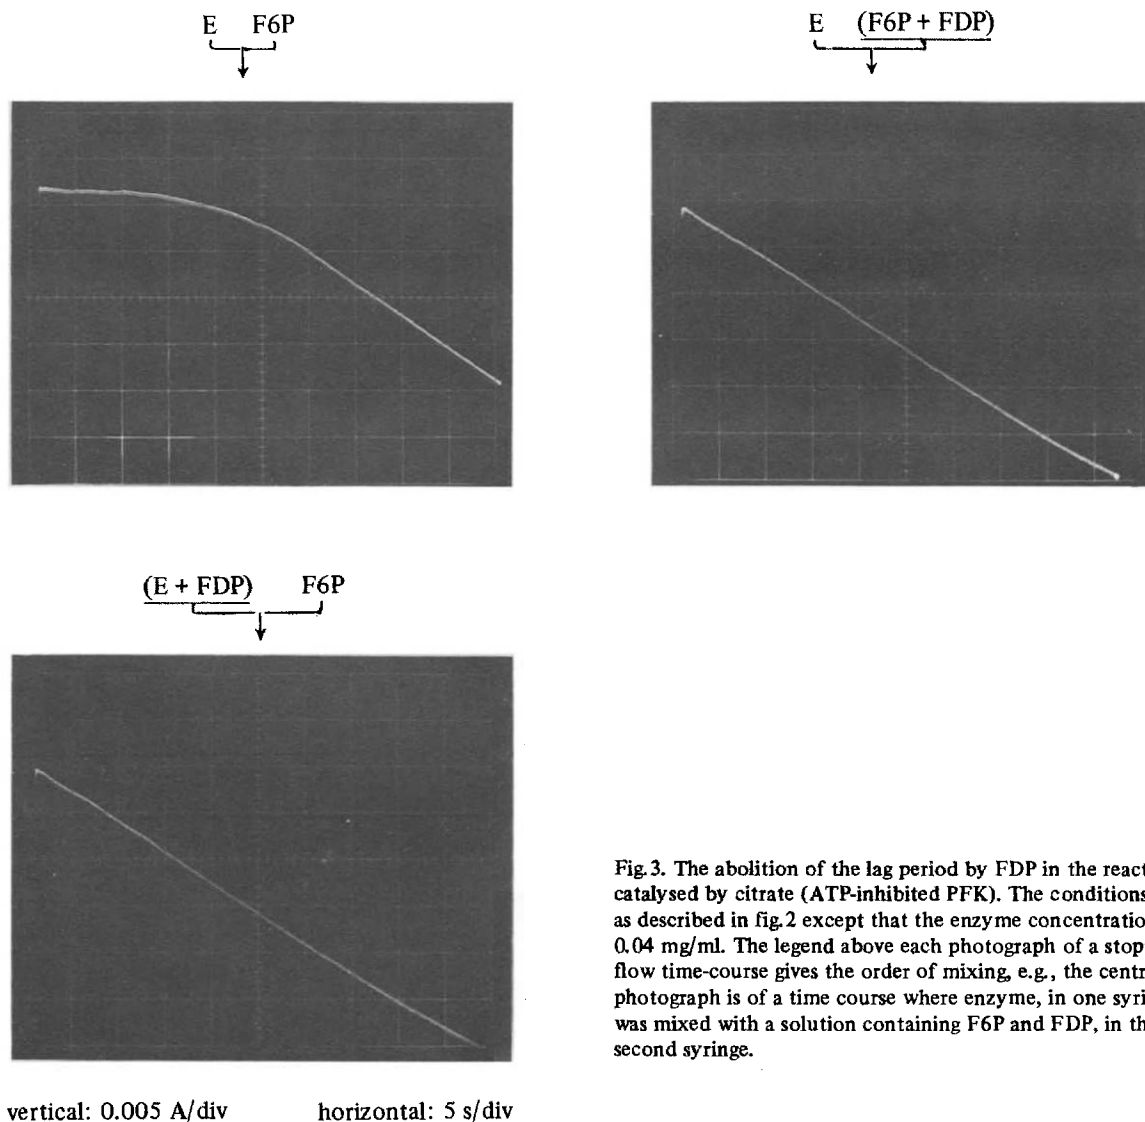 E F6P
E (F6P + FDP)
(E + FDP) F6P
Fig.3. The abolition of the lag period by FDP in the react
catalysed by citrate (ATP-inhibited PFK). The conditions
as described in fig.2 except that the enzyme concentratio
0.04 mg/ml. The legend above each photograph of a stop
flow time-course gives the order of mixing, e.g., the centr
photograph is of a time course where enzyme, in one syri
was mixed with a solution containing F6P and FDP, in th
second syringe.
vertical: 0.005 A/div horizontal: 5 s/div